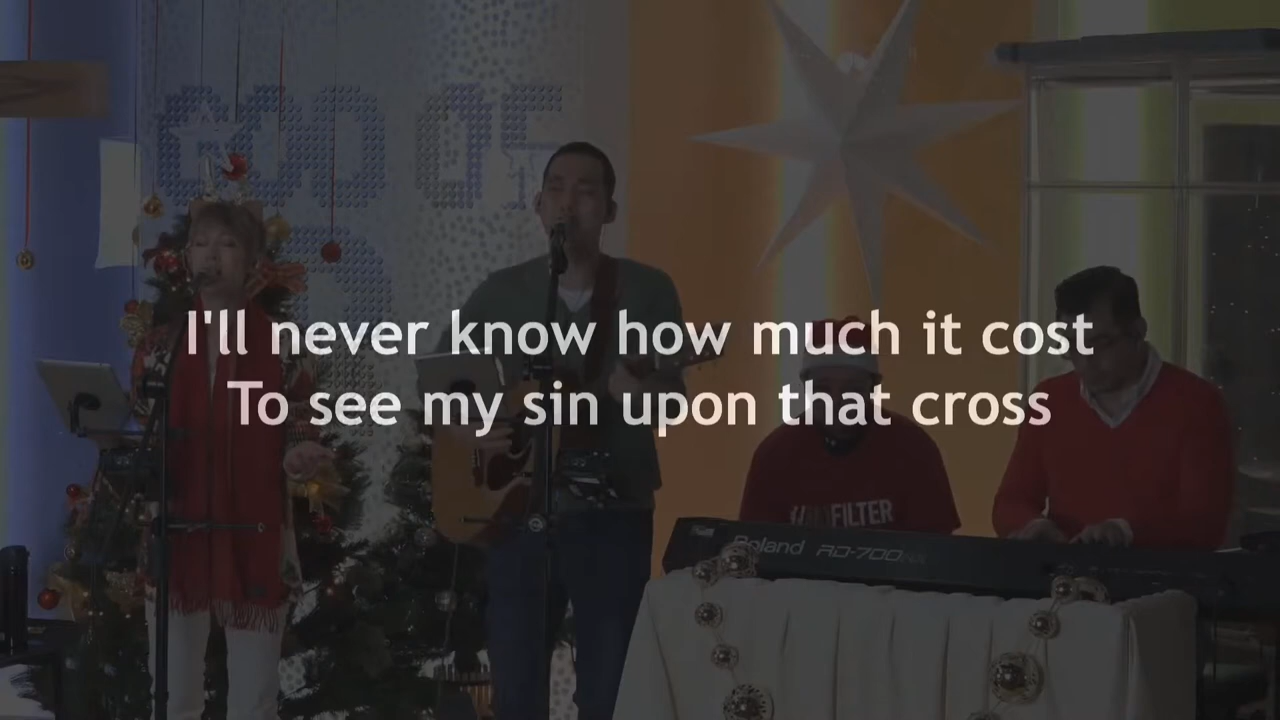 I'll never know how much it cost
To see my sin upon that cross
FILTER
Roland RD-700